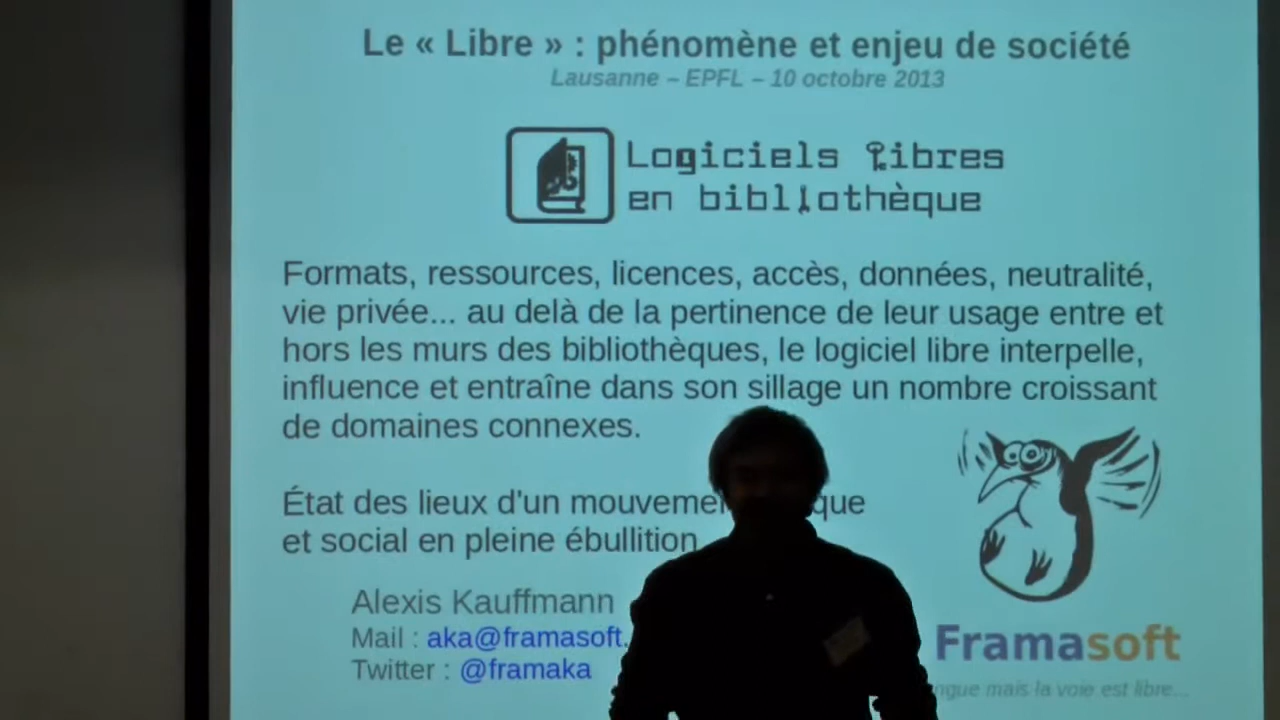 Le « Libre » : phénomène et enjeu de société
Lausanne – EPFL – 10 octobre 2013
Logiciels Libres
en bibliothèque
Formats, ressources, licences, accès, données, neutralité,
vie privée... au delà de la pertinence de leur usage entre et
hors les murs des bibliothèques, le logiciel libre interpelle,
influence et entraîne dans son sillage un nombre croissant
de domaines connexes.
État des lieux d'un
et social en pleine ébullition
Alexis Kauffmann
Mail : aka@framasoft.
Twitter : @framaka
Framasoft
mais la voie est libre...